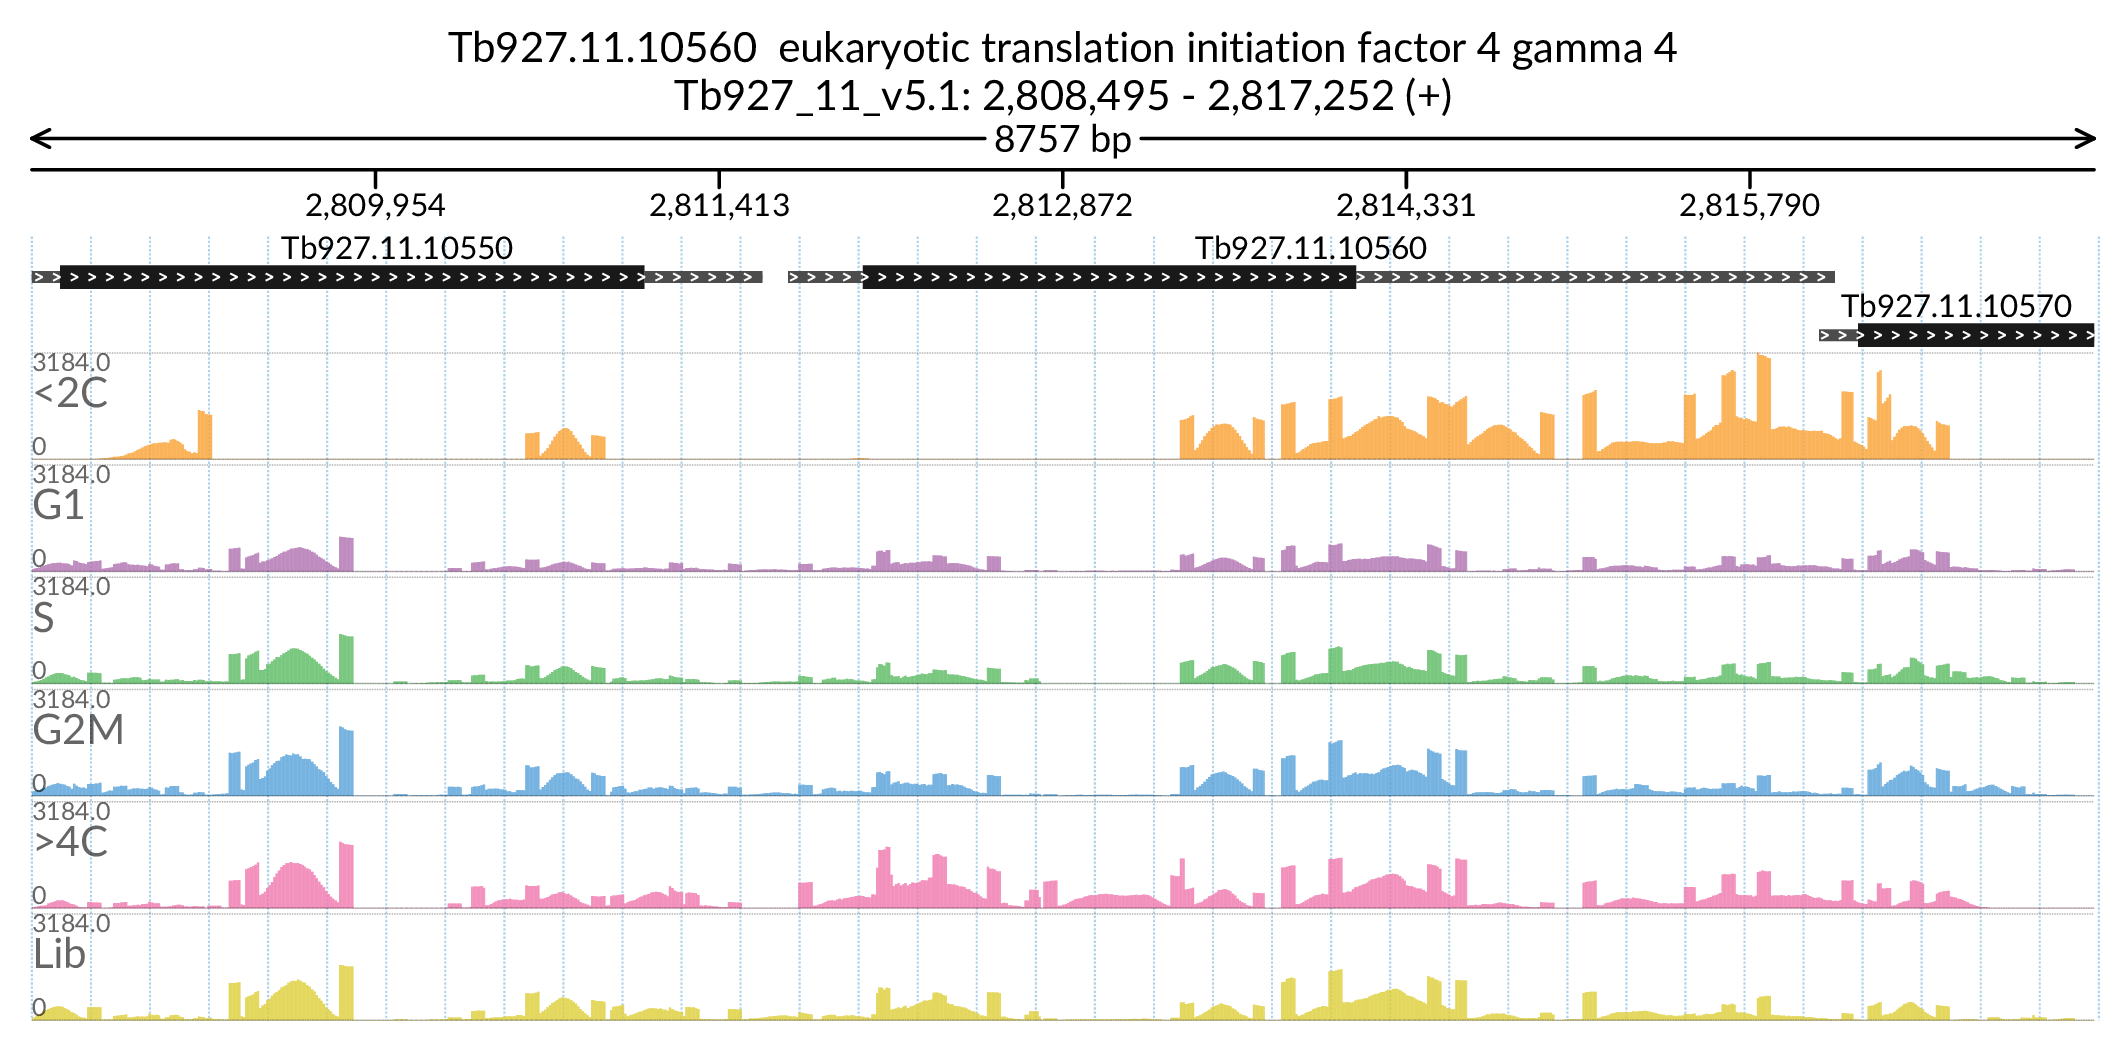 Tb927.11.10560  eukaryotic translation initiation factor 4 gamma 4
Tb927_11_v5.1: 2,808,495 - 2,817,252 (+)
8757 bp
2,809,954 2,811,413 2,812,872 2,814,331 2,815,790
Tb927.11.10550 Tb927.11.10560
Tb927.11.10570
3184.0
<2C
0
3184.0
G1
0
3184.0
S
0
3184.0
G2M
0
3184.0
>4C
0
3184.0
Lib
0